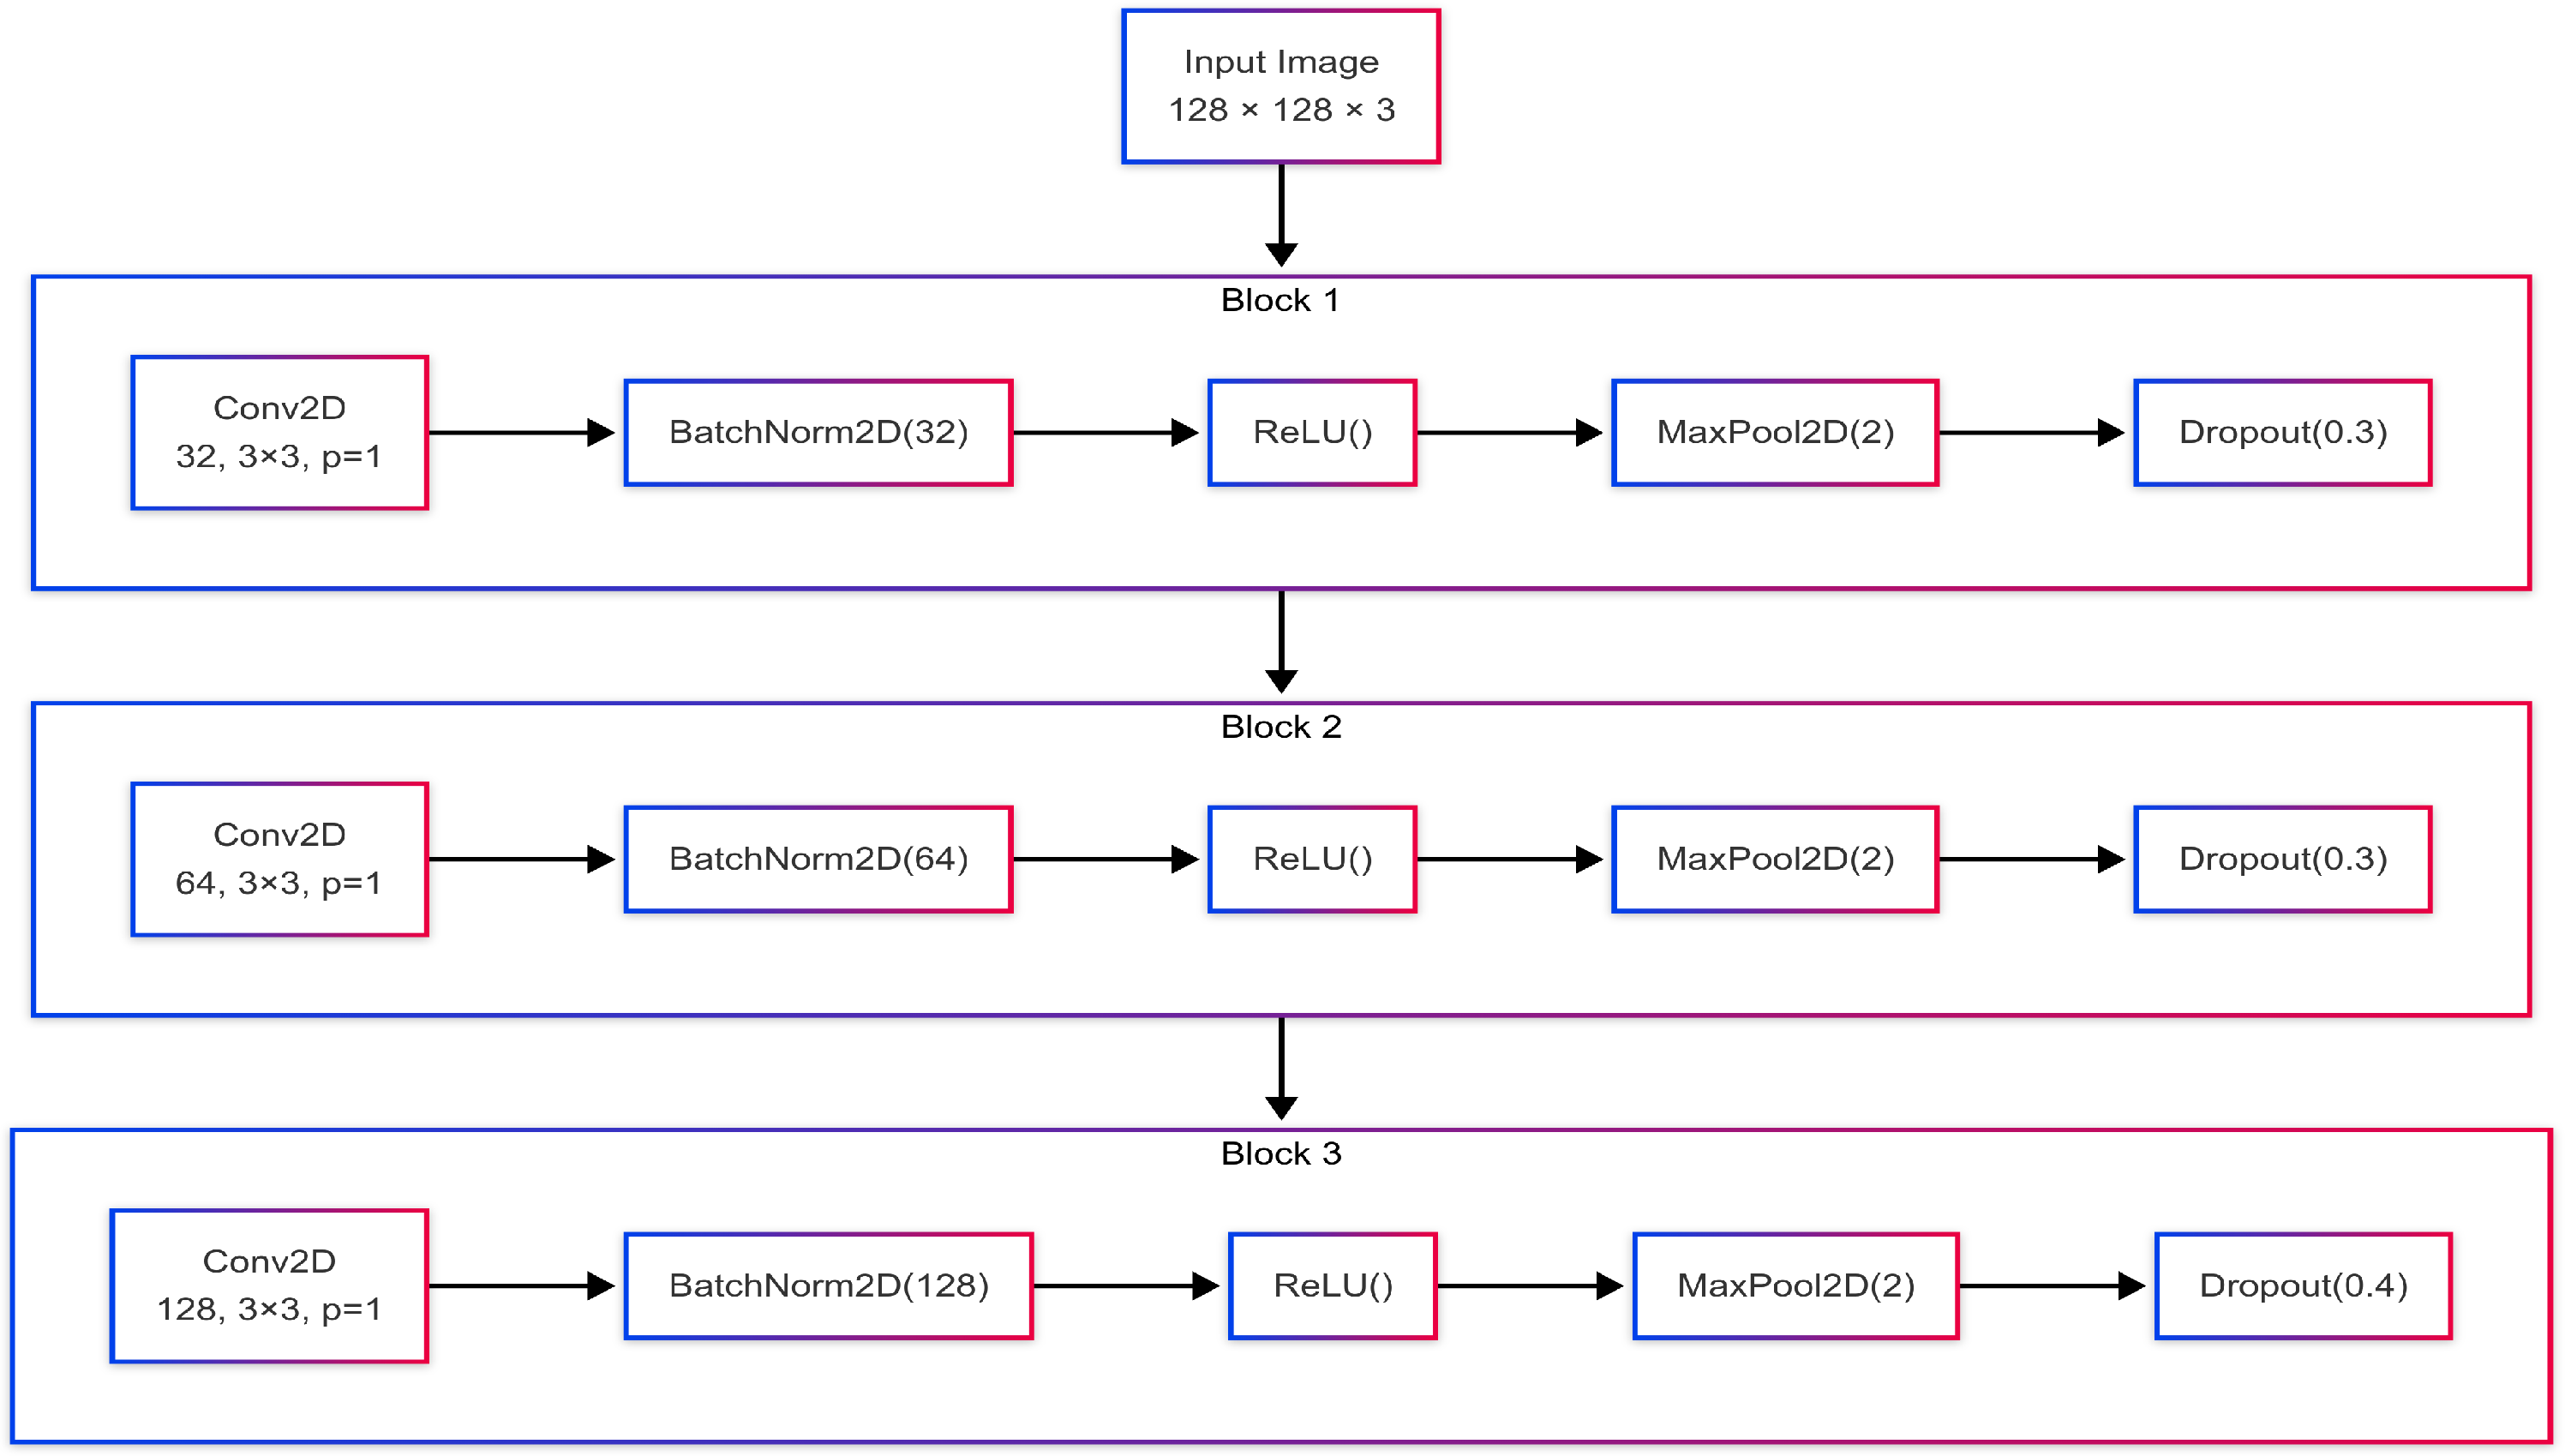 Input Image
128 × 128 × 3
Block 1
Conv2D
32, 3×3, p=1
BatchNorm2D(32)
ReLU()
MaxPool2D(2)
Dropout(0.3)
Block 2
Conv2D
64, 3×3, p=1
BatchNorm2D(64)
ReLU()
MaxPool2D(2)
Dropout(0.3)
Block 3
Conv2D
128, 3×3, p=1
BatchNorm2D(128)
ReLU()
MaxPool2D(2)
Dropout(0.4)